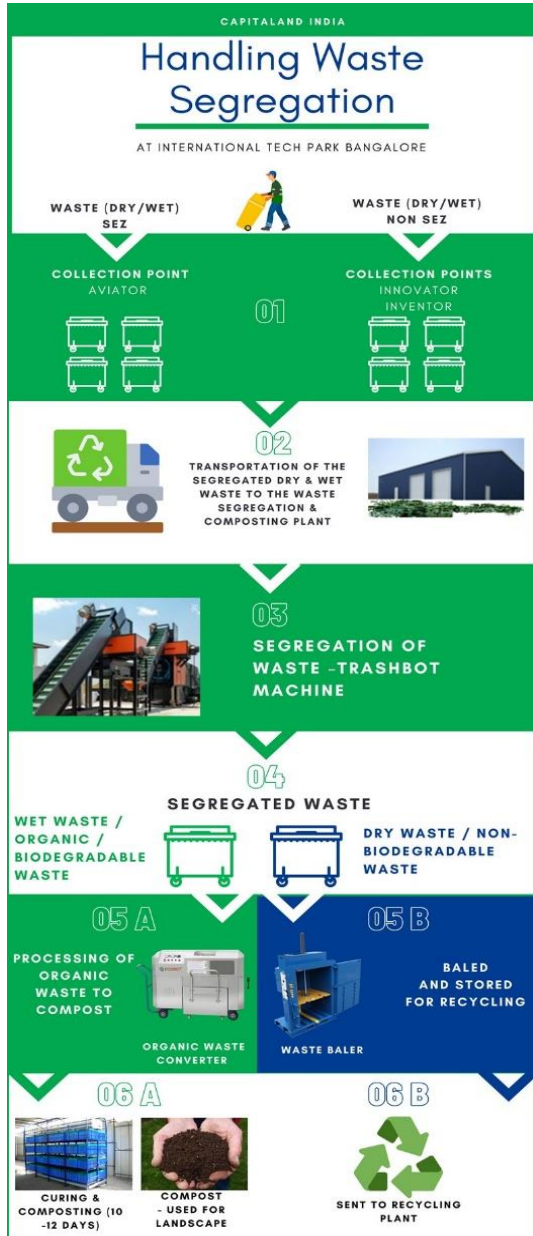 CAPITALAND INDIA
Handling Waste
Segregation
AT INTERNATIONAL TECH PARK BANGALORE
WASTE (DRY/WET)
SEZ
WASTE (DRY/WET)
NON SEZ
COLLECTION POINT
AVIATOR
01
COLLECTION POINTS
INNOVATOR
INVENTOR
02
TRANSPORTATION OF THE
SEGREGATED DRY & WET
WASTE TO THE WASTE
SEGREGATION &
COMPOSTING PLANT
03
SEGREGATION OF
WASTE -TRASHBOT
MACHINE
04
SEGREGATED WASTE
WET WASTE /
ORGANIC /
BIODEGRADABLE
WASTE
DRY WASTE / NON-
BIODEGRADABLE
WASTE
05 A
PROCESSING OF
ORGANIC
WASTE TO
COMPOST
ORGANIC WASTE
CONVERTER
05 B
BALED
AND STORED
FOR RECYCLING
WASTE BALER
06 A
CURING &
COMPOSTING (10
-12 DAYS)
COMPOST
- USED FOR
LANDSCAPE
06 B
SENT TO RECYCLING
PLANT